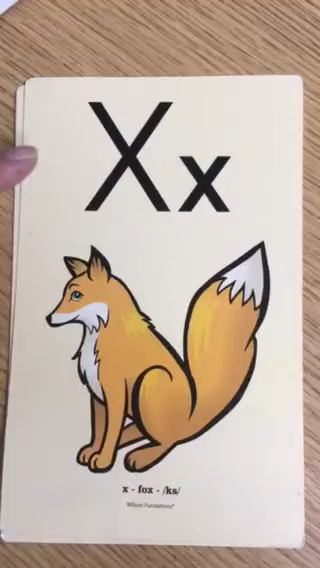 Xx
x - fox - /ks/
Wilson Fundations®